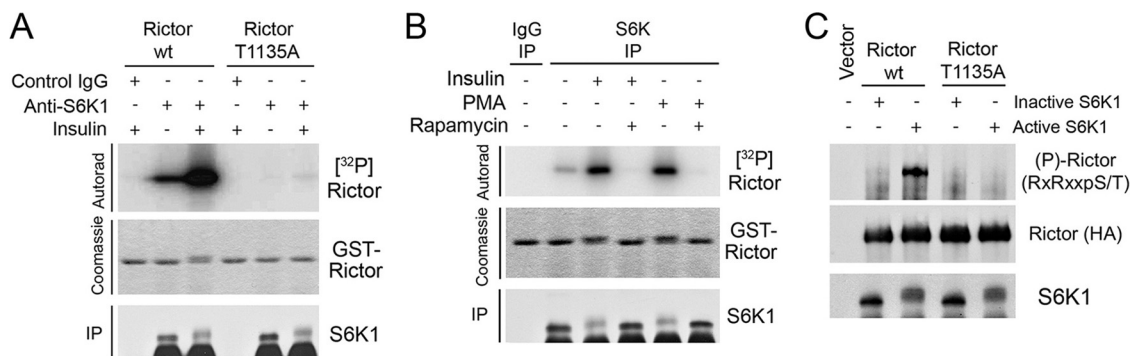 A
Rictor
wt
Rictor
T1135A
Control IgG + - - + - -
Anti-S6K1 - + + - + +
Insulin + - + + - +
Autorad
[³²P]
Rictor
Coomassie
GST-
Rictor
IP
S6K1
B
IgG
IP
S6K
IP
Insulin - - + + - -
PMA - - - - + +
Rapamycin - - - + - +
Autorad
[³²P]
Rictor
Coomassie
GST-
Rictor
IP
S6K1
C
Vector
Rictor
wt
Rictor
T1135A
- + - + - Inactive S6K1
- - + - + Active S6K1
(P)-Rictor
(RxRxxpS/T)
Rictor (HA)
S6K1